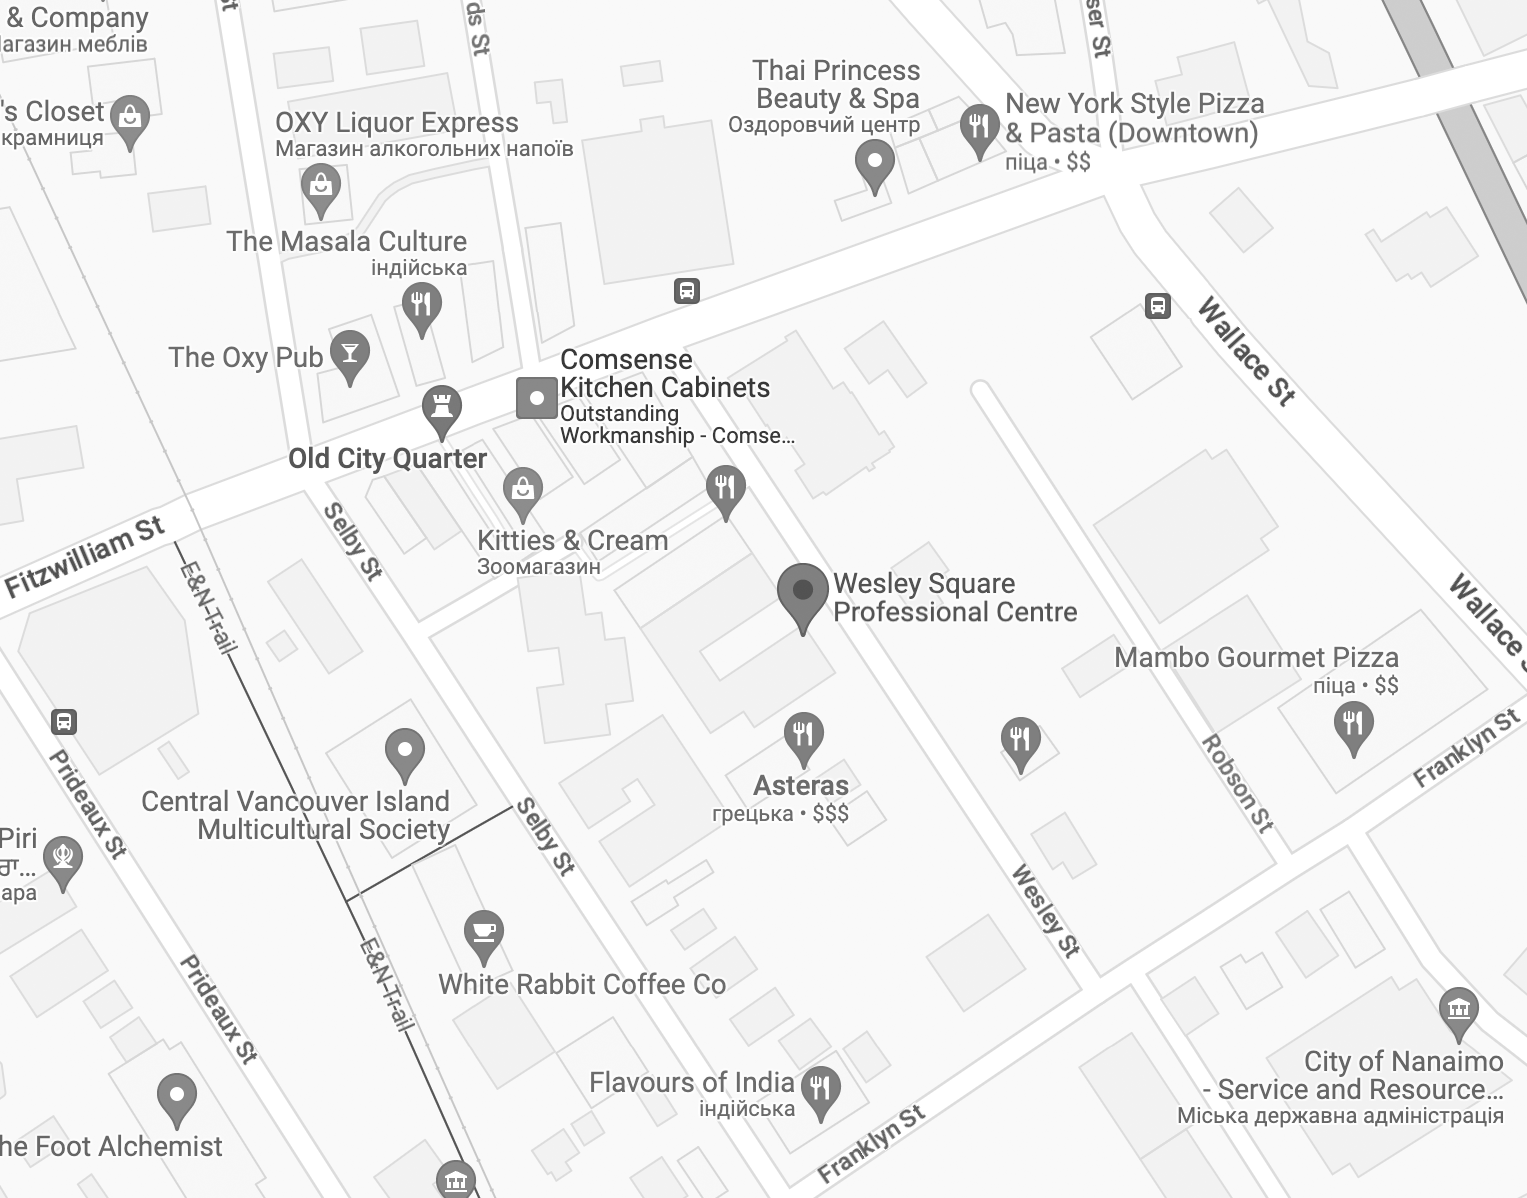 & Company
Магазин меблів
ds St
's Closet
крамниця
OXY Liquor Express
Магазин алкогольних напоїв
Thai Princess
Beauty & Spa
Оздоровчий центр
New York Style Pizza
& Pasta (Downtown)
піца • $$
The Masala Culture
індійська
The Oxy Pub
Comsense
Kitchen Cabinets
Outstanding
Workmanship - Comse...
Wallace St
Old City Quarter
Kitties & Cream
Зоомагазин
Fitzwilliam St
Selby St
E&N Trail
Wesley Square
Professional Centre
Wallace S
Mambo Gourmet Pizza
піца • $$
Franklyn St
Robson St
Prideaux St
Central Vancouver Island
Multicultural Society
Asteras
грецька • $$$
Selby St
Piri
Wesley St
E&N Trail
White Rabbit Coffee Co
Prideaux St
City of Nanaimo
- Service and Resource...
Міська державна адміністрація
Flavours of India
індійська
Franklyn St
he Foot Alchemist